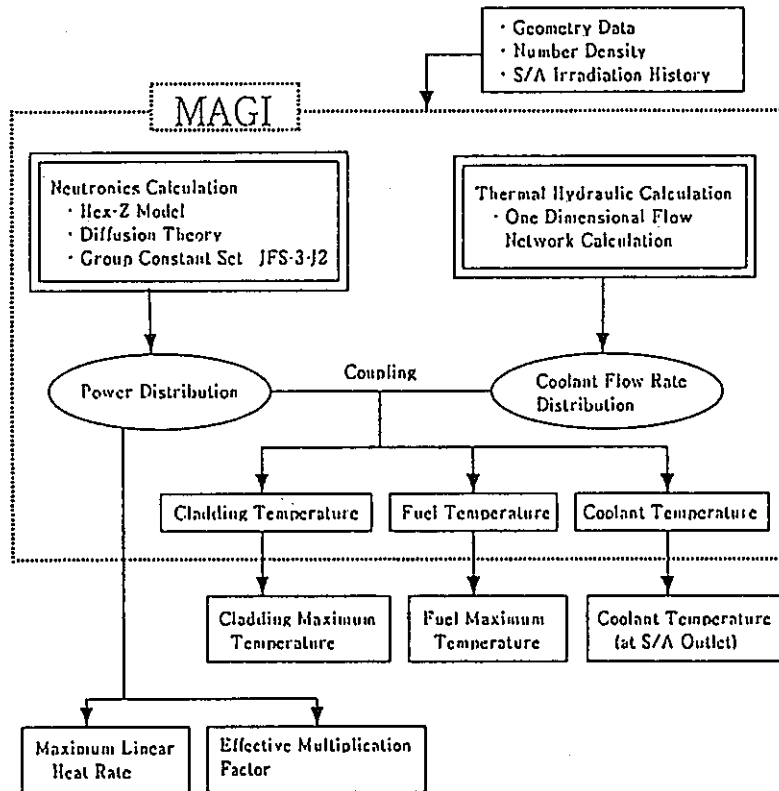 · Geometry Data
· Number Density
· S/A Irradiation History
MAGI
Neutronics Calculation
· Hex-Z Model
· Diffusion Theory
· Group Constant Set JFS-3-J2
Thermal Hydraulic Calculation
· One Dimensional Flow
Network Calculation
Power Distribution
Coupling
Coolant Flow Rate
Distribution
Cladding Temperature
Fuel Temperature
Coolant Temperature
Cladding Maximum
Temperature
Fuel Maximum
Temperature
Coolant Temperature
(at S/A Outlet)
Maximum Linear
Heat Rate
Effective Multiplication
Factor